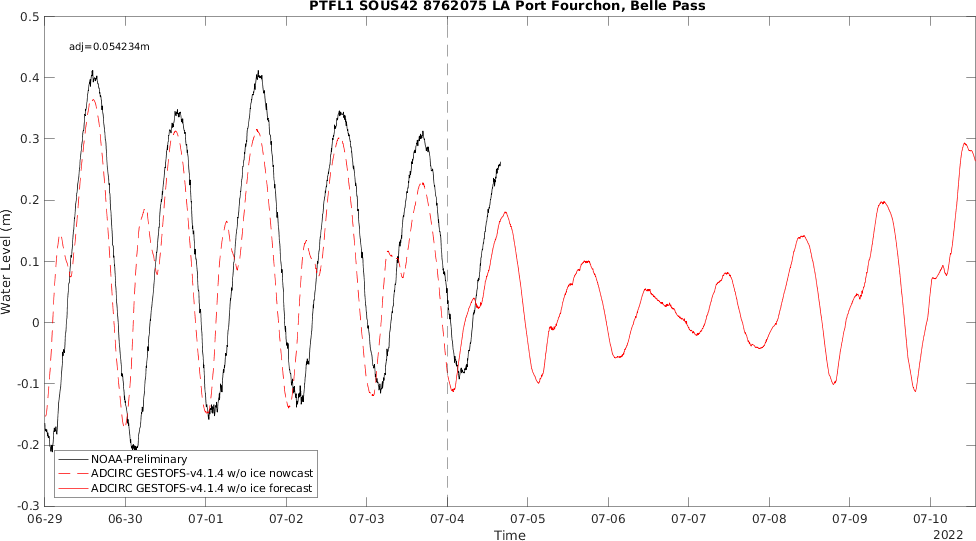 PTFL1 SOUS42 8762075 LA Port Fourchon, Belle Pass
0.5
adj=0.054234m
0.4
0.3
0.2
0.1
0
-0.1
-0.2
-0.3
Water Level (m)
NOAA-Preliminary
ADCIRC GESTOFS-v4.1.4 w/o ice nowcast
ADCIRC GESTOFS-v4.1.4 w/o ice forecast
06-29 06-30 07-01 07-02 07-03 07-04 07-05 07-06 07-07 07-08 07-09 07-10
Time
2022